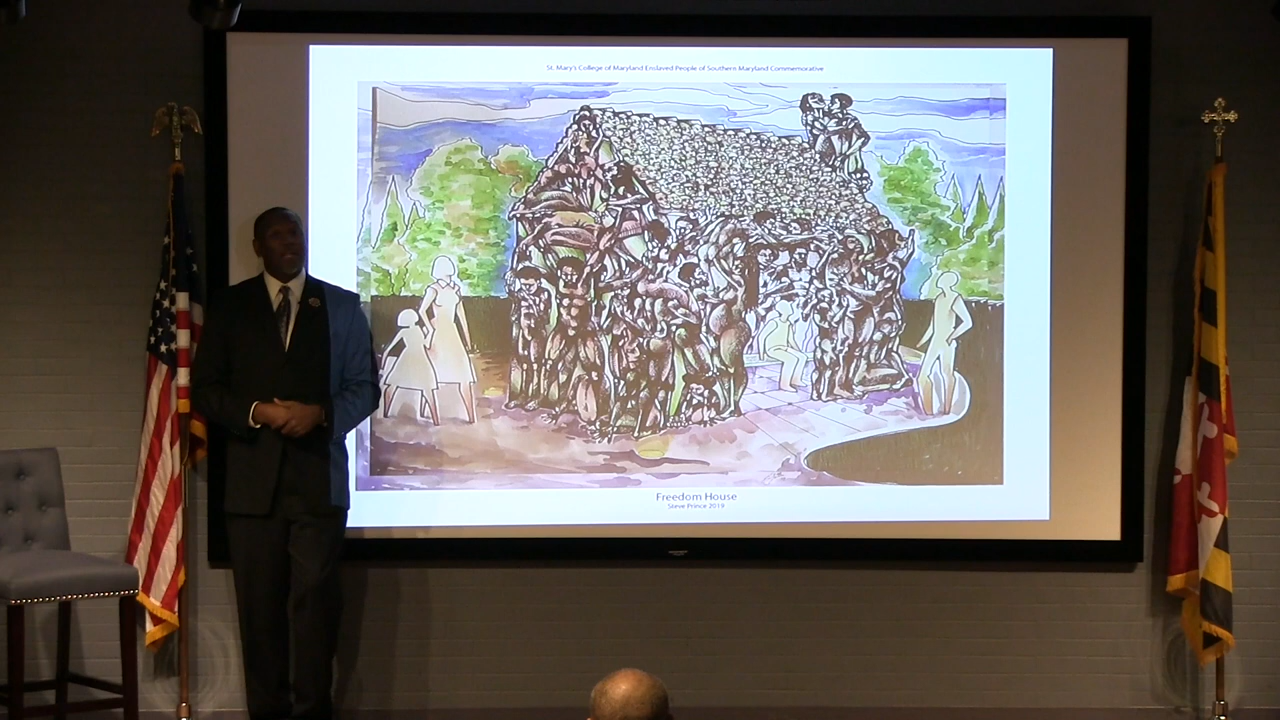 St. Mary's College of Maryland Enslaved People of Southern Maryland Commemorative
Freedom House
Steve Prince 2019